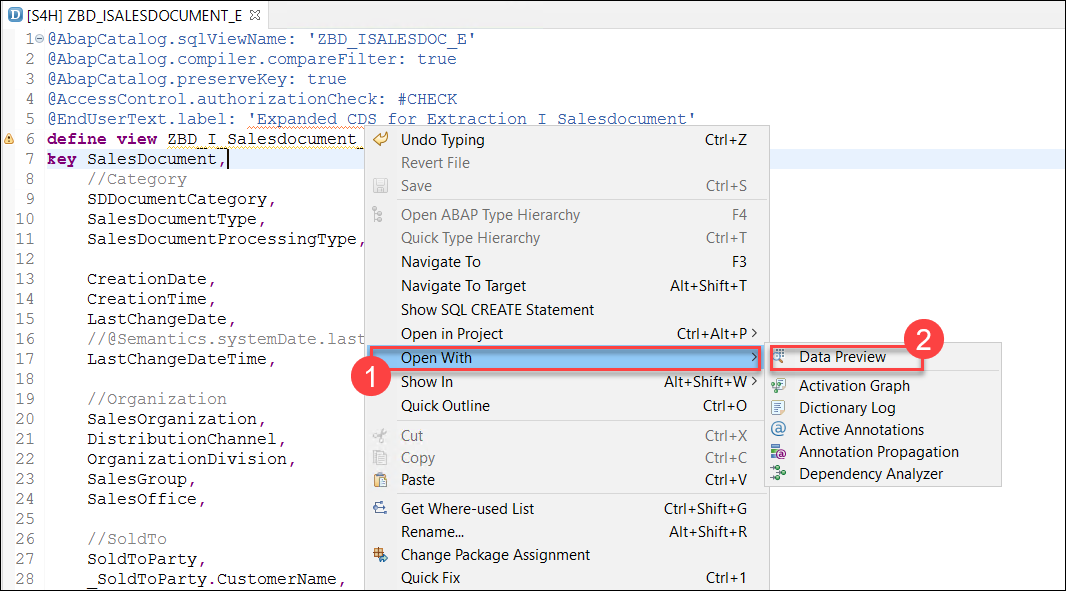 [S4H] ZBD_ISALESDOCUMENT_E
1 @AbapCatalog.sqlViewName: 'ZBD_ISALESDOC_E'
2 @AbapCatalog.compiler.compareFilter: true
3 @AbapCatalog.preserveKey: true
4 @AccessControl.authorizationCheck: #CHECK
5 @EndUserText.label: 'Expanded CDS for Extraction I_Salesdocument'
6 define view ZBD_I_Salesdocument_
7 key SalesDocument,
8 //Category
9 SDDocumentCategory,
10 SalesDocumentType,
11 SalesDocumentProcessingType,
12
13 CreationDate,
14 CreationTime,
15 LastChangeDate,
16 //@Semantics.systemDate.last
17 LastChangeDateTime,
18
19 //Organization
20 SalesOrganization,
21 DistributionChannel,
22 OrganizationDivision,
23 SalesGroup,
24 SalesOffice,
25
26 //SoldTo
27 SoldToParty,
28 _SoldToParty.CustomerName,
Undo Typing Ctrl+Z
Revert File
Save Ctrl+S
Open ABAP Type Hierarchy F4
Quick Type Hierarchy Ctrl+T
Navigate To F3
Navigate To Target Alt+Shift+T
Show SQL CREATE Statement
Open in Project Ctrl+Alt+P
1 Open With
Show In Alt+Shift+W
Quick Outline Ctrl+O
Cut Ctrl+X
Copy Ctrl+C
Paste Ctrl+V
Get Where-used List Ctrl+Shift+G
Rename... Alt+Shift+R
Change Package Assignment
Quick Fix Ctrl+1
2
Data Preview
Activation Graph
Dictionary Log
Active Annotations
Annotation Propagation
Dependency Analyzer